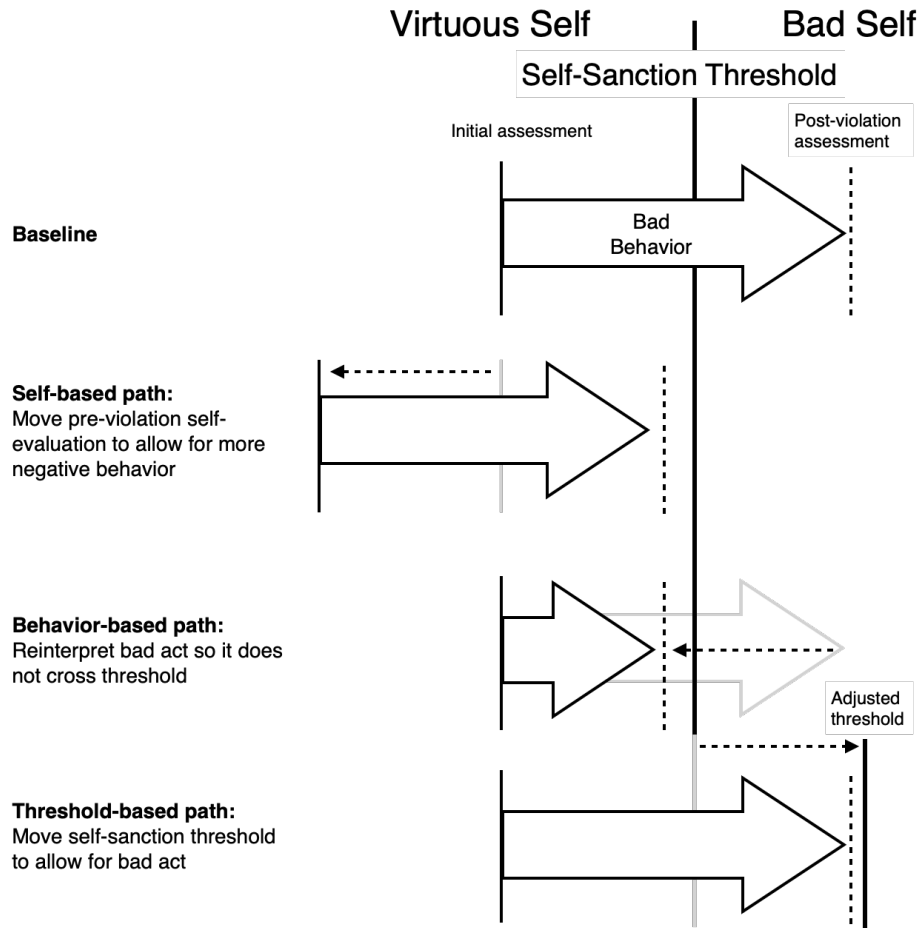 Virtuous Self
Bad Self
Self-Sanction Threshold
Initial assessment
Post-violation
assessment
Baseline
Bad
Behavior
Self-based path:
Move pre-violation self-
evaluation to allow for more
negative behavior
Behavior-based path:
Reinterpret bad act so it does
not cross threshold
Adjusted
threshold
Threshold-based path:
Move self-sanction threshold
to allow for bad act